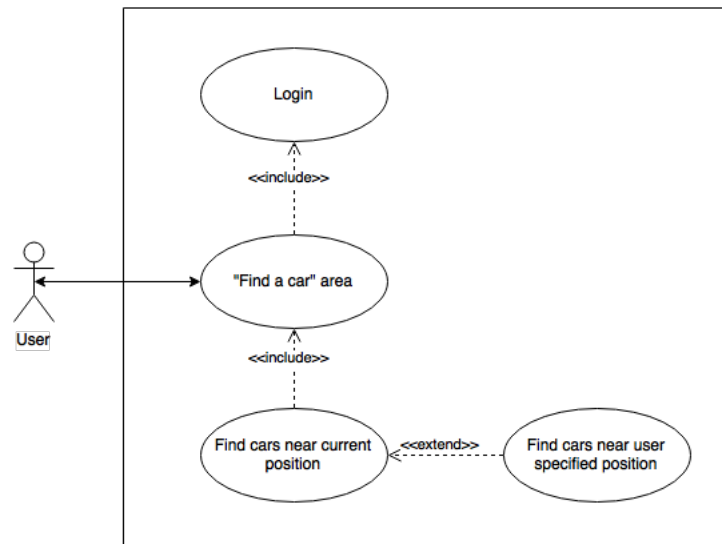 Login
<<include>>
"Find a car" area
User
<<include>>
Find cars near current
position
<<extend>>
Find cars near user
specified position